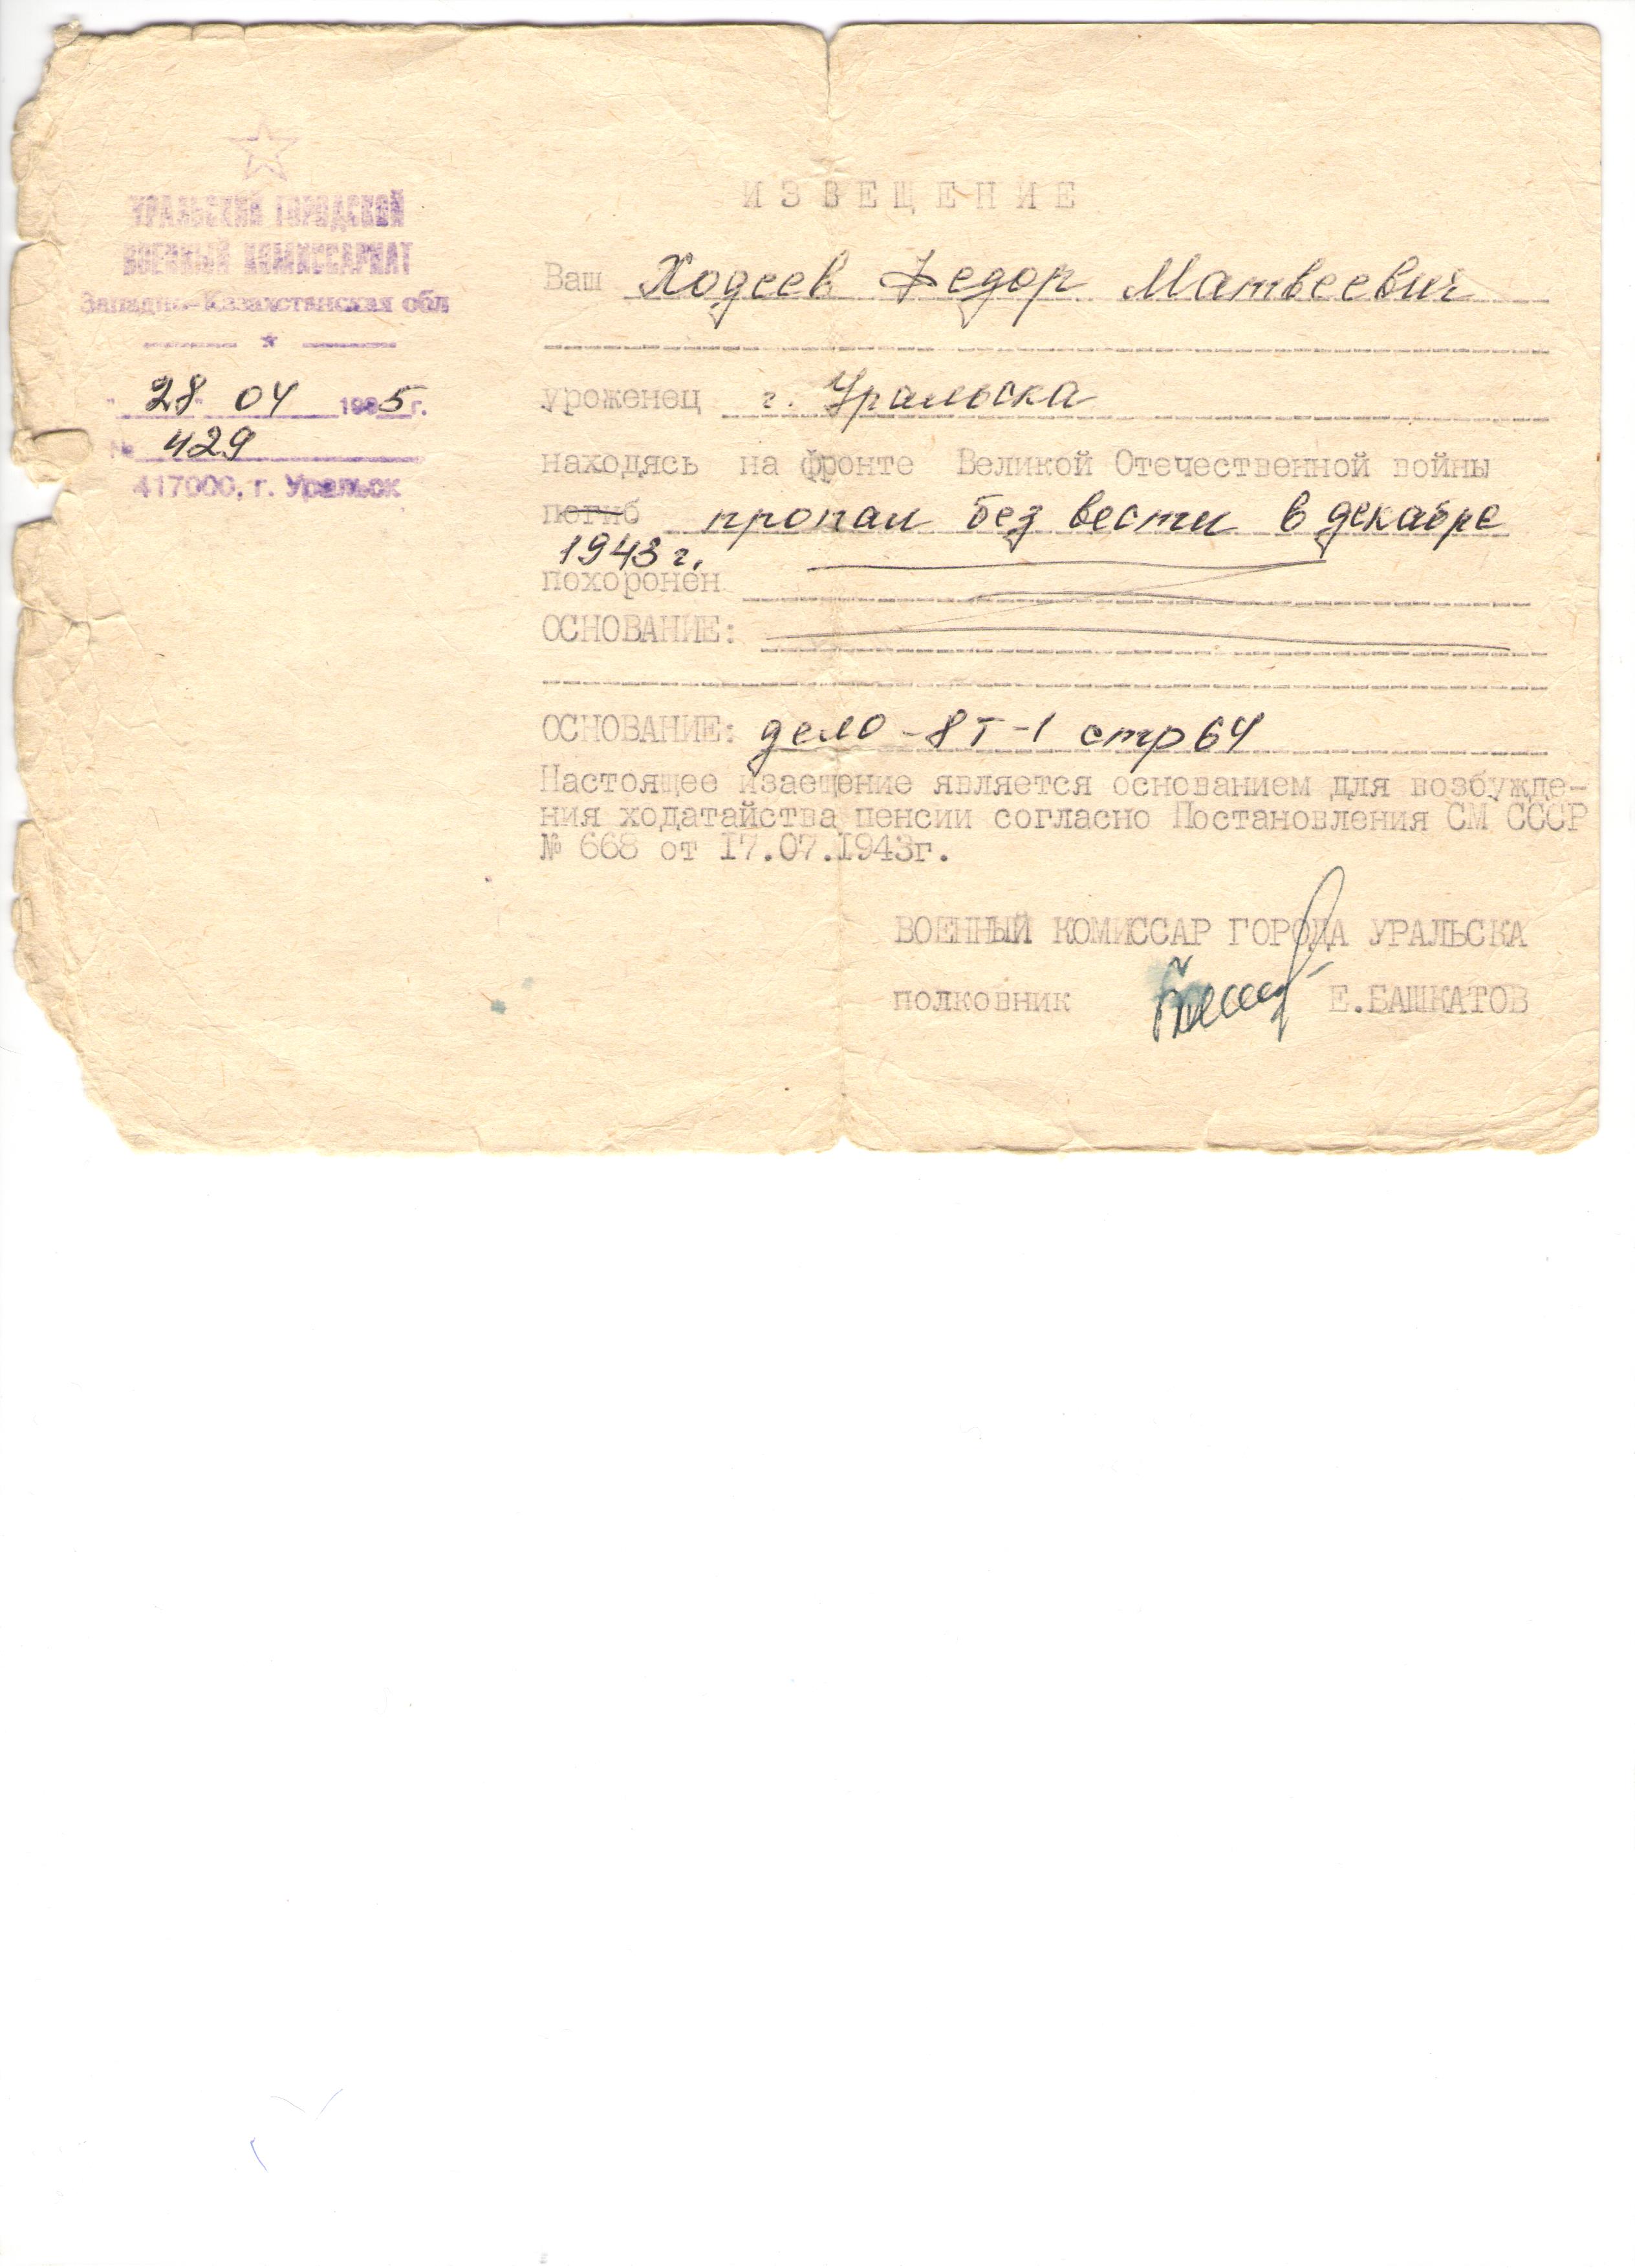 УРАЛЬСКИЙ ГОРОДСКОЙ
ВОЕННЫЙ КОМИССАРИАТ
Западно-Казахстанская обл
"28" 04 1985г.
№ 429
417000, г. Уральск
ИЗВЕЩЕНИЕ
Ваш Ходеев Федор Матвеевич
уроженец г. Уральска
находясь на фронте Великой Отечественной войны
погиб пропал без вести в декабре
1943 г.
похоронен
ОСНОВАНИЕ:
ОСНОВАНИЕ: дело -8т-1 стр 64
Настоящее изаещение является основанием для возбужде-
ния ходатайства пенсии согласно Постановления СМ СССР
№ 668 от 17.07.1943г.
ВОЕННЫЙ КОМИССАР ГОРОДА УРАЛЬСКА
полковник Е.БАШКАТОВ